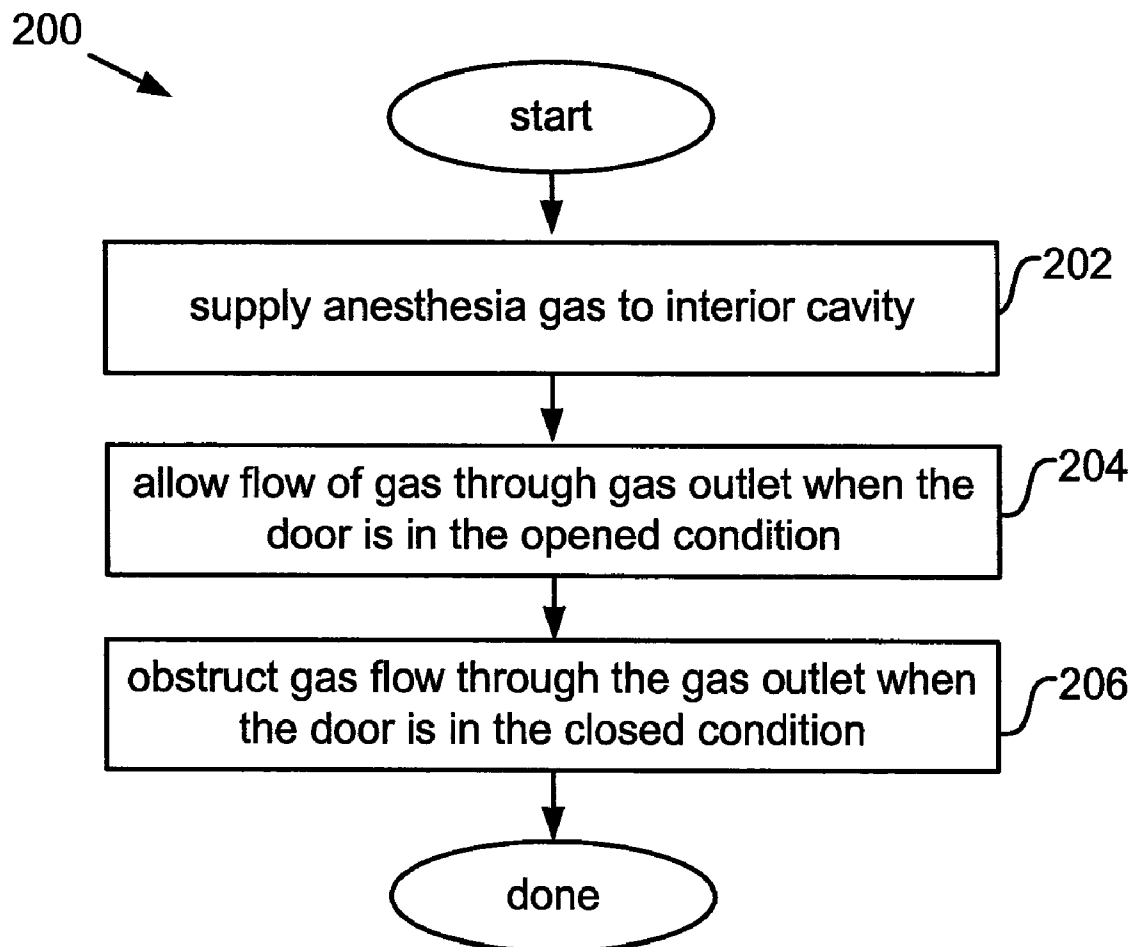 200
start
supply anesthesia gas to interior cavity
202
allow flow of gas through gas outlet when the
door is in the opened condition
204
obstruct gas flow through the gas outlet when
the door is in the closed condition
206
done